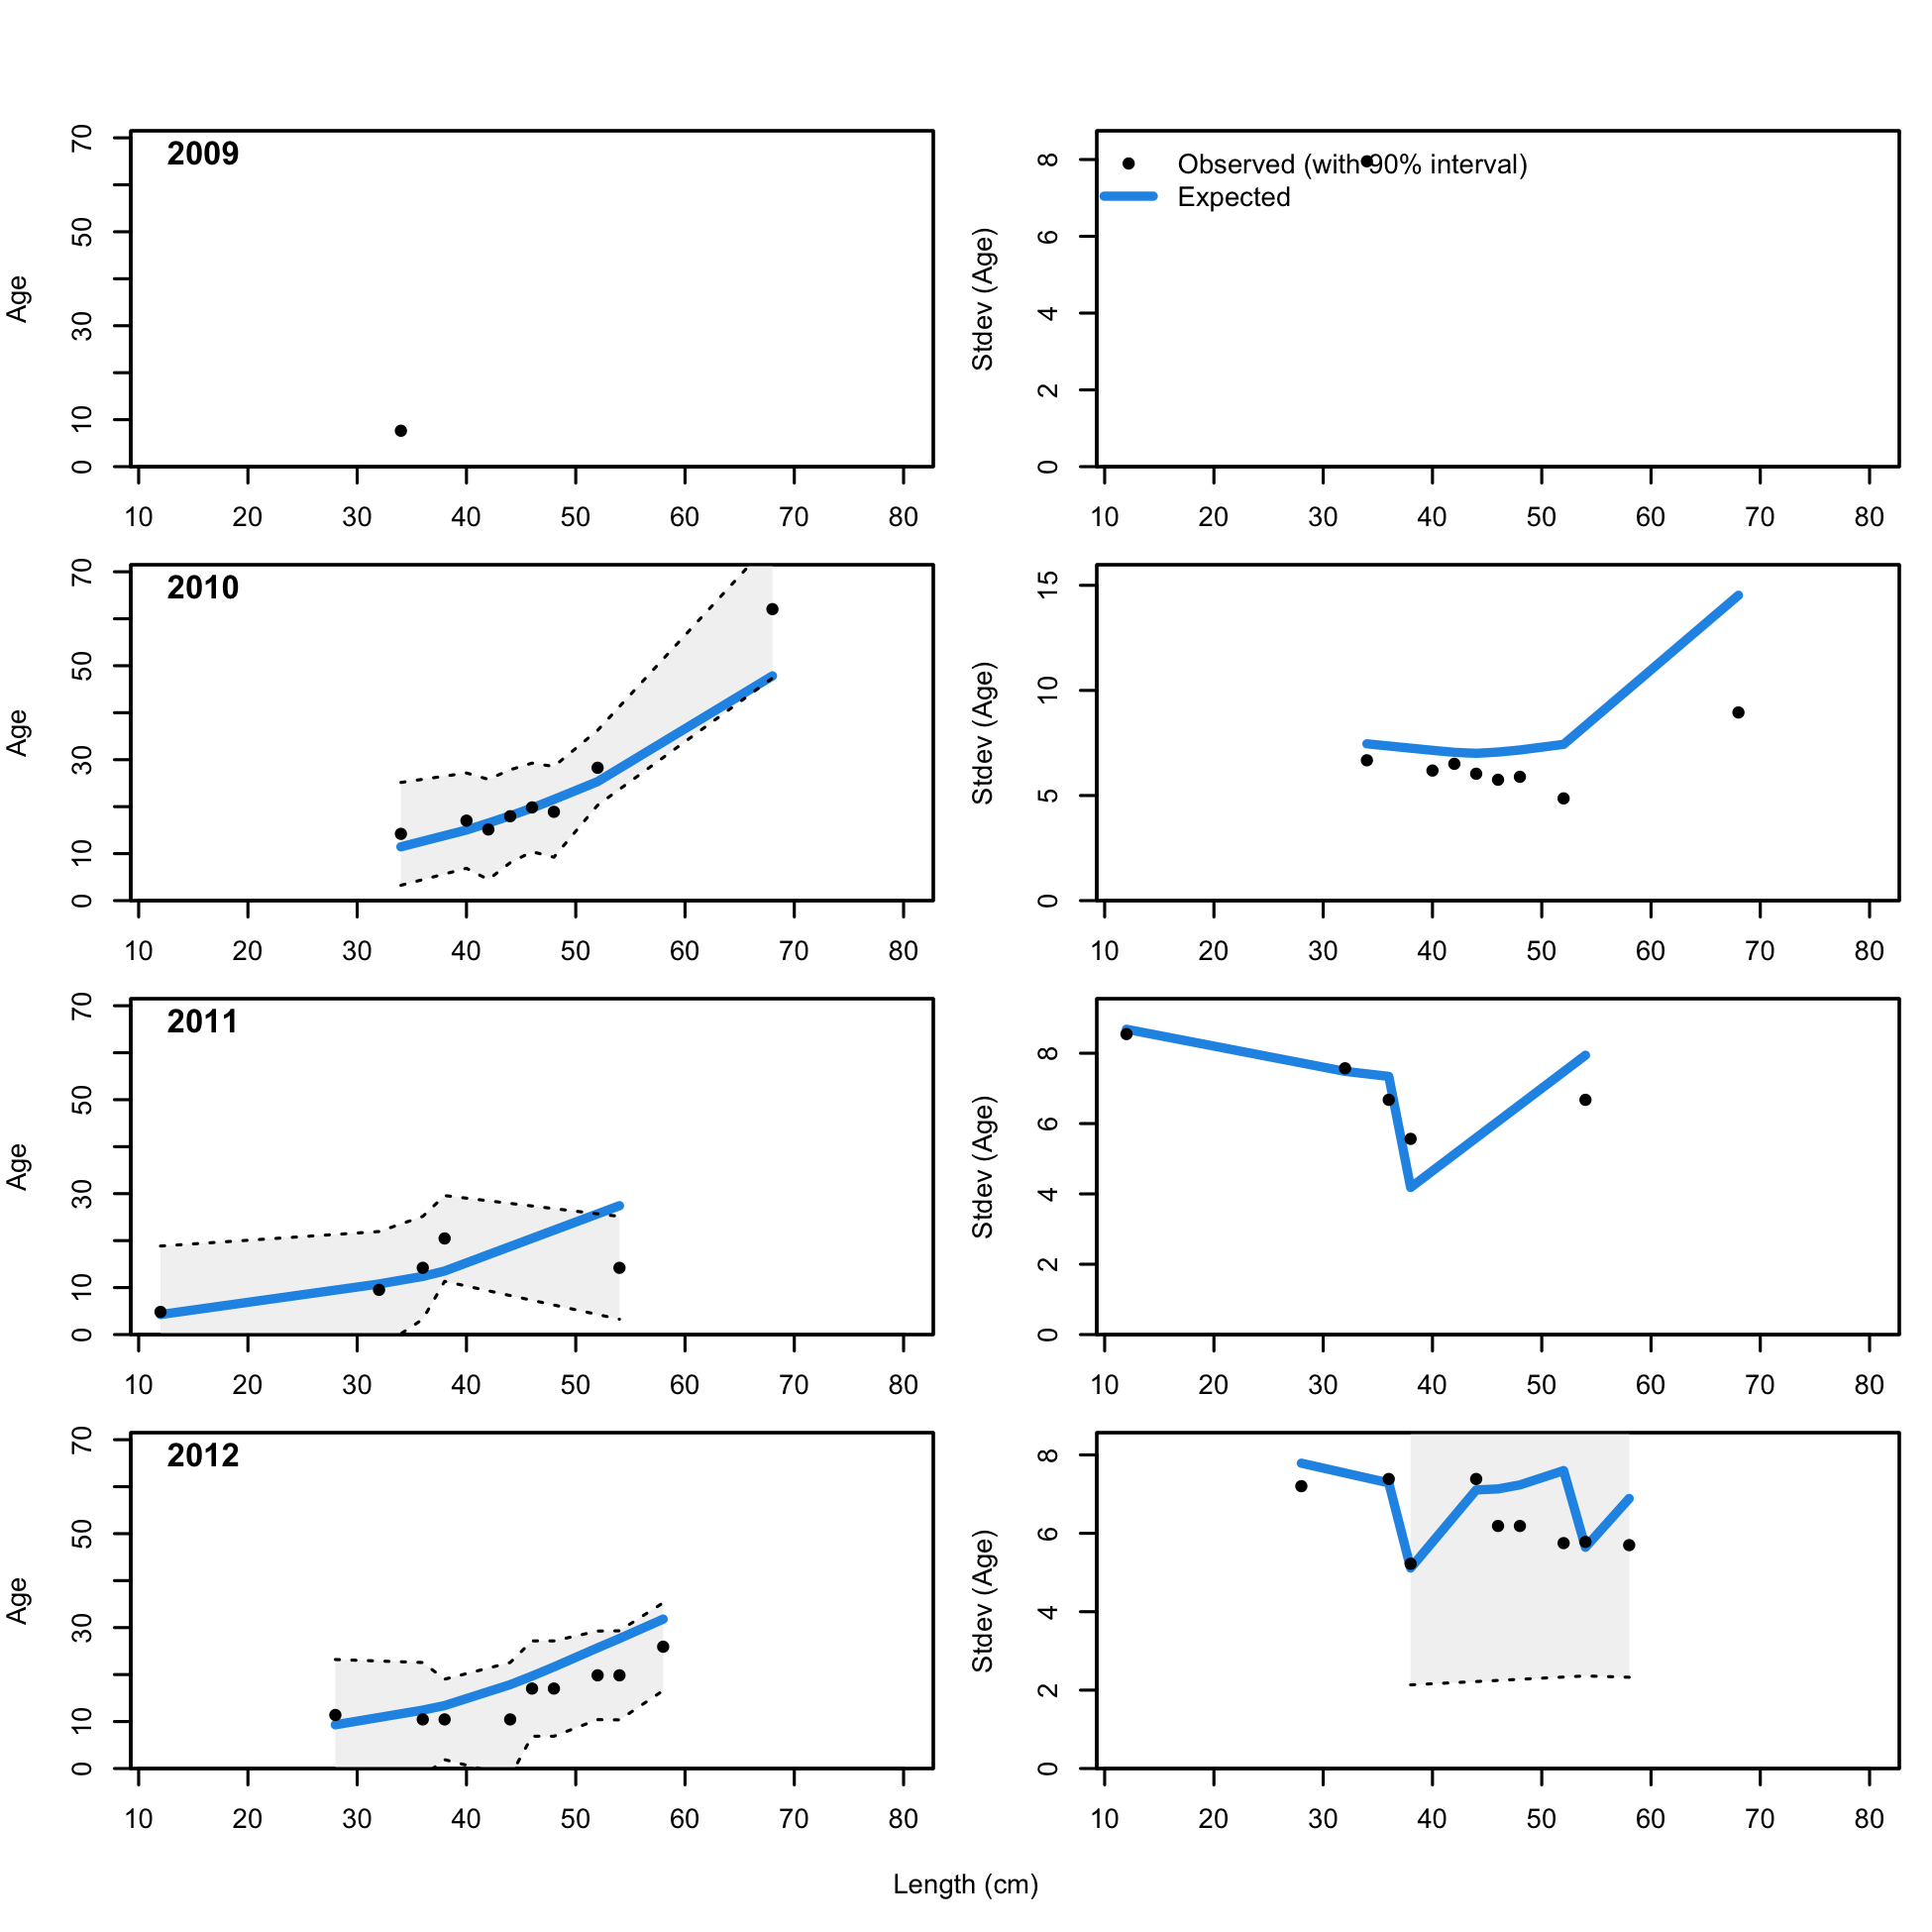 2009
Age
0 10 30 50 70
10 20 30 40 50 60 70 80
Observed (with 90% interval)
Expected
Stdev (Age)
0 2 4 6 8
10 20 30 40 50 60 70 80
2010
Age
0 10 30 50 70
10 20 30 40 50 60 70 80
Stdev (Age)
0 5 10 15
10 20 30 40 50 60 70 80
2011
Age
0 10 30 50 70
10 20 30 40 50 60 70 80
Stdev (Age)
0 2 4 6 8
10 20 30 40 50 60 70 80
2012
Age
0 10 30 50 70
10 20 30 40 50 60 70 80
Stdev (Age)
0 2 4 6 8
10 20 30 40 50 60 70 80
Length (cm)